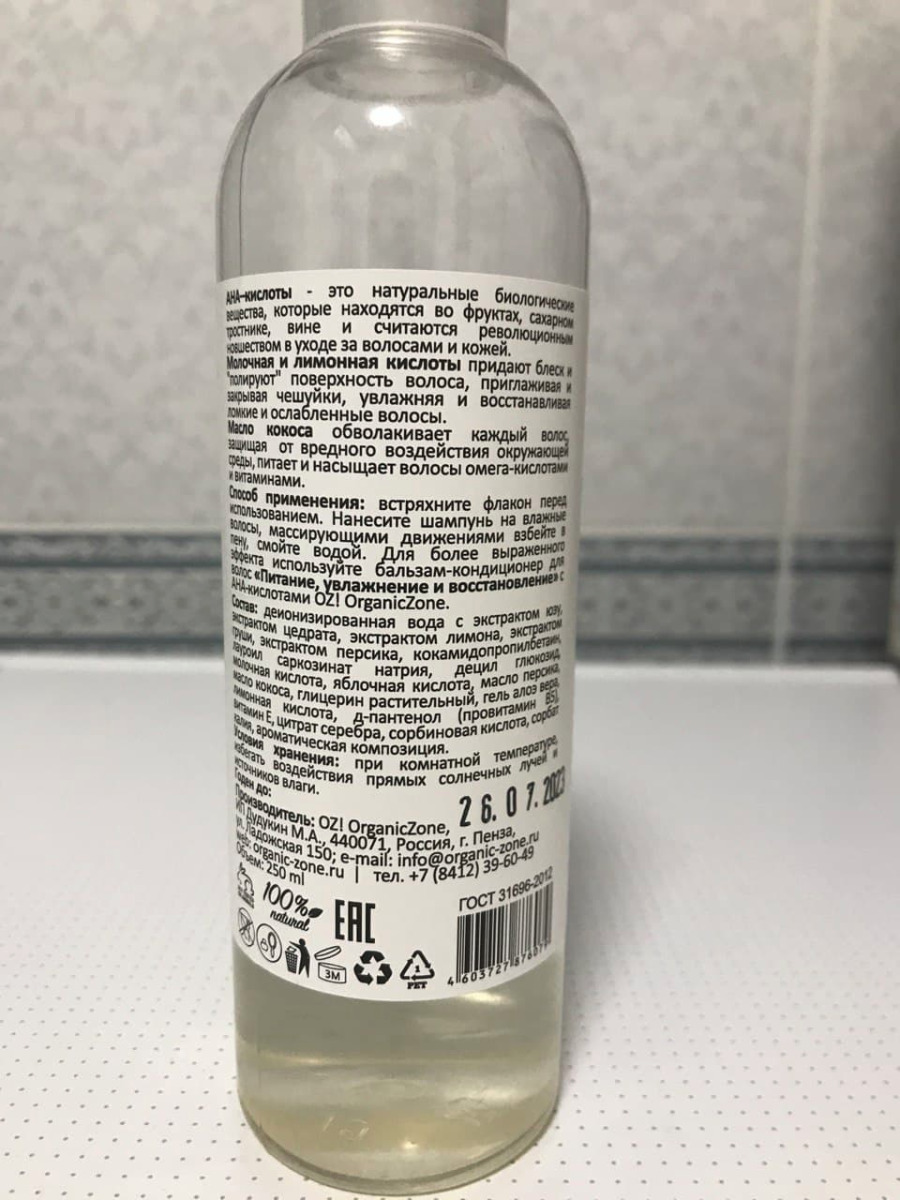 АНА–кислоты - это натуральные биологические
вещества, которые находятся во фруктах, сахарном
тростнике, вине и считаются революционным
новшеством в уходе за волосами и кожей.
Молочная и лимонная кислоты придают блеск и
"полируют" поверхность волоса, приглаживая и
закрывая чешуйки, увлажняя и восстанавливая
ломкие и ослабленные волосы.
Масло кокоса обволакивает каждый волос,
защищая от вредного воздействия окружающей
среды, питает и насыщает волосы омега-кислотами
и витаминами.
Способ применения: встряхните флакон перед
использованием. Нанесите шампунь на влажные
волосы, массирующими движениями взбейте в
пену, смойте водой. Для более выраженного
эффекта используйте бальзам-кондиционер для
волос «Питание, увлажнение и восстановление» с
АНА-кислотами OZ! OrganicZone.
Состав: деионизированная вода с экстрактом юзу,
экстрактом цедрата, экстрактом лимона, экстрактом
груши, экстрактом персика, кокамидопропилбетаин,
лауроил саркозинат натрия, децил глюкозид,
молочная кислота, яблочная кислота, масло персика,
масло кокоса, глицерин растительный, гель алоэ вера,
лимонная кислота, д-пантенол (провитамин В5),
витамин Е, цитрат серебра, сорбиновая кислота, сорбат
калия, ароматическая композиция.
Условия хранения: при комнатной температуре,
избегать воздействия прямых солнечных лучей и
источников влаги.
Годен до: 26.07.2023
Производитель: OZ! OrganicZone,
ИП Дудукин М.А., 440071, Россия, г. Пенза,
ул. Ладожская 150; e-mail: info@organic-zone.ru
web: organic-zone.ru | тел. +7 (8412) 39-60-49
Объем: 250 ml
100% natural
EAC
ГОСТ 31696-2012
3М
1
PET